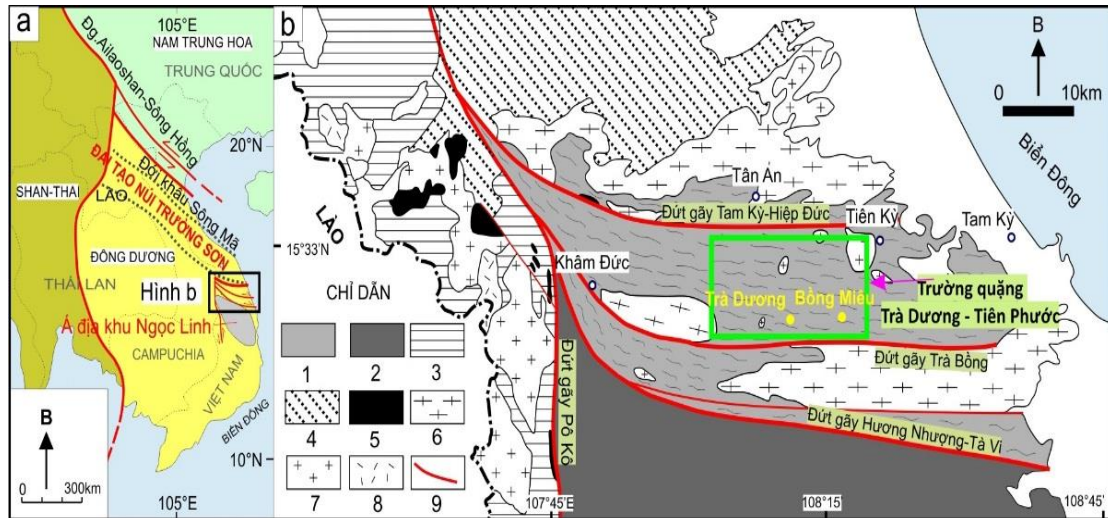 a
105°E
NAM TRUNG HOA
TRUNG QUỐC
Đg.Ailaoshan-Sông Hồng
20°N
Đới khâu Sông Mã
ĐAI TẠO NÚI TRƯỜNG SƠN
SHAN-THAI
LÀO
ĐÔNG DƯƠNG
THÁI LAN
Hình b
Á địa khu Ngọc Linh
CAMPUCHIA
VIỆT NAM
BIỂN ĐÔNG
B
0 300km
10°N
105°E
b
B
0 10km
Biển Đông
Tân An
Đứt gãy Tam Kỳ-Hiệp Đức
Tiên Kỳ
Tam Kỳ
LÀO
15°33'N
Khâm Đức
Trà Dương
Bồng Miêu
Trường quặng
Trà Dương - Tiên Phước
Đứt gãy Trà Bồng
Đứt gãy Hương Nhượng-Tà Vi
Đứt gãy Pô Kô
CHỈ DẪN
1 2 3
4 5 6
7 8 9
107°45'E
108°15
108°45'